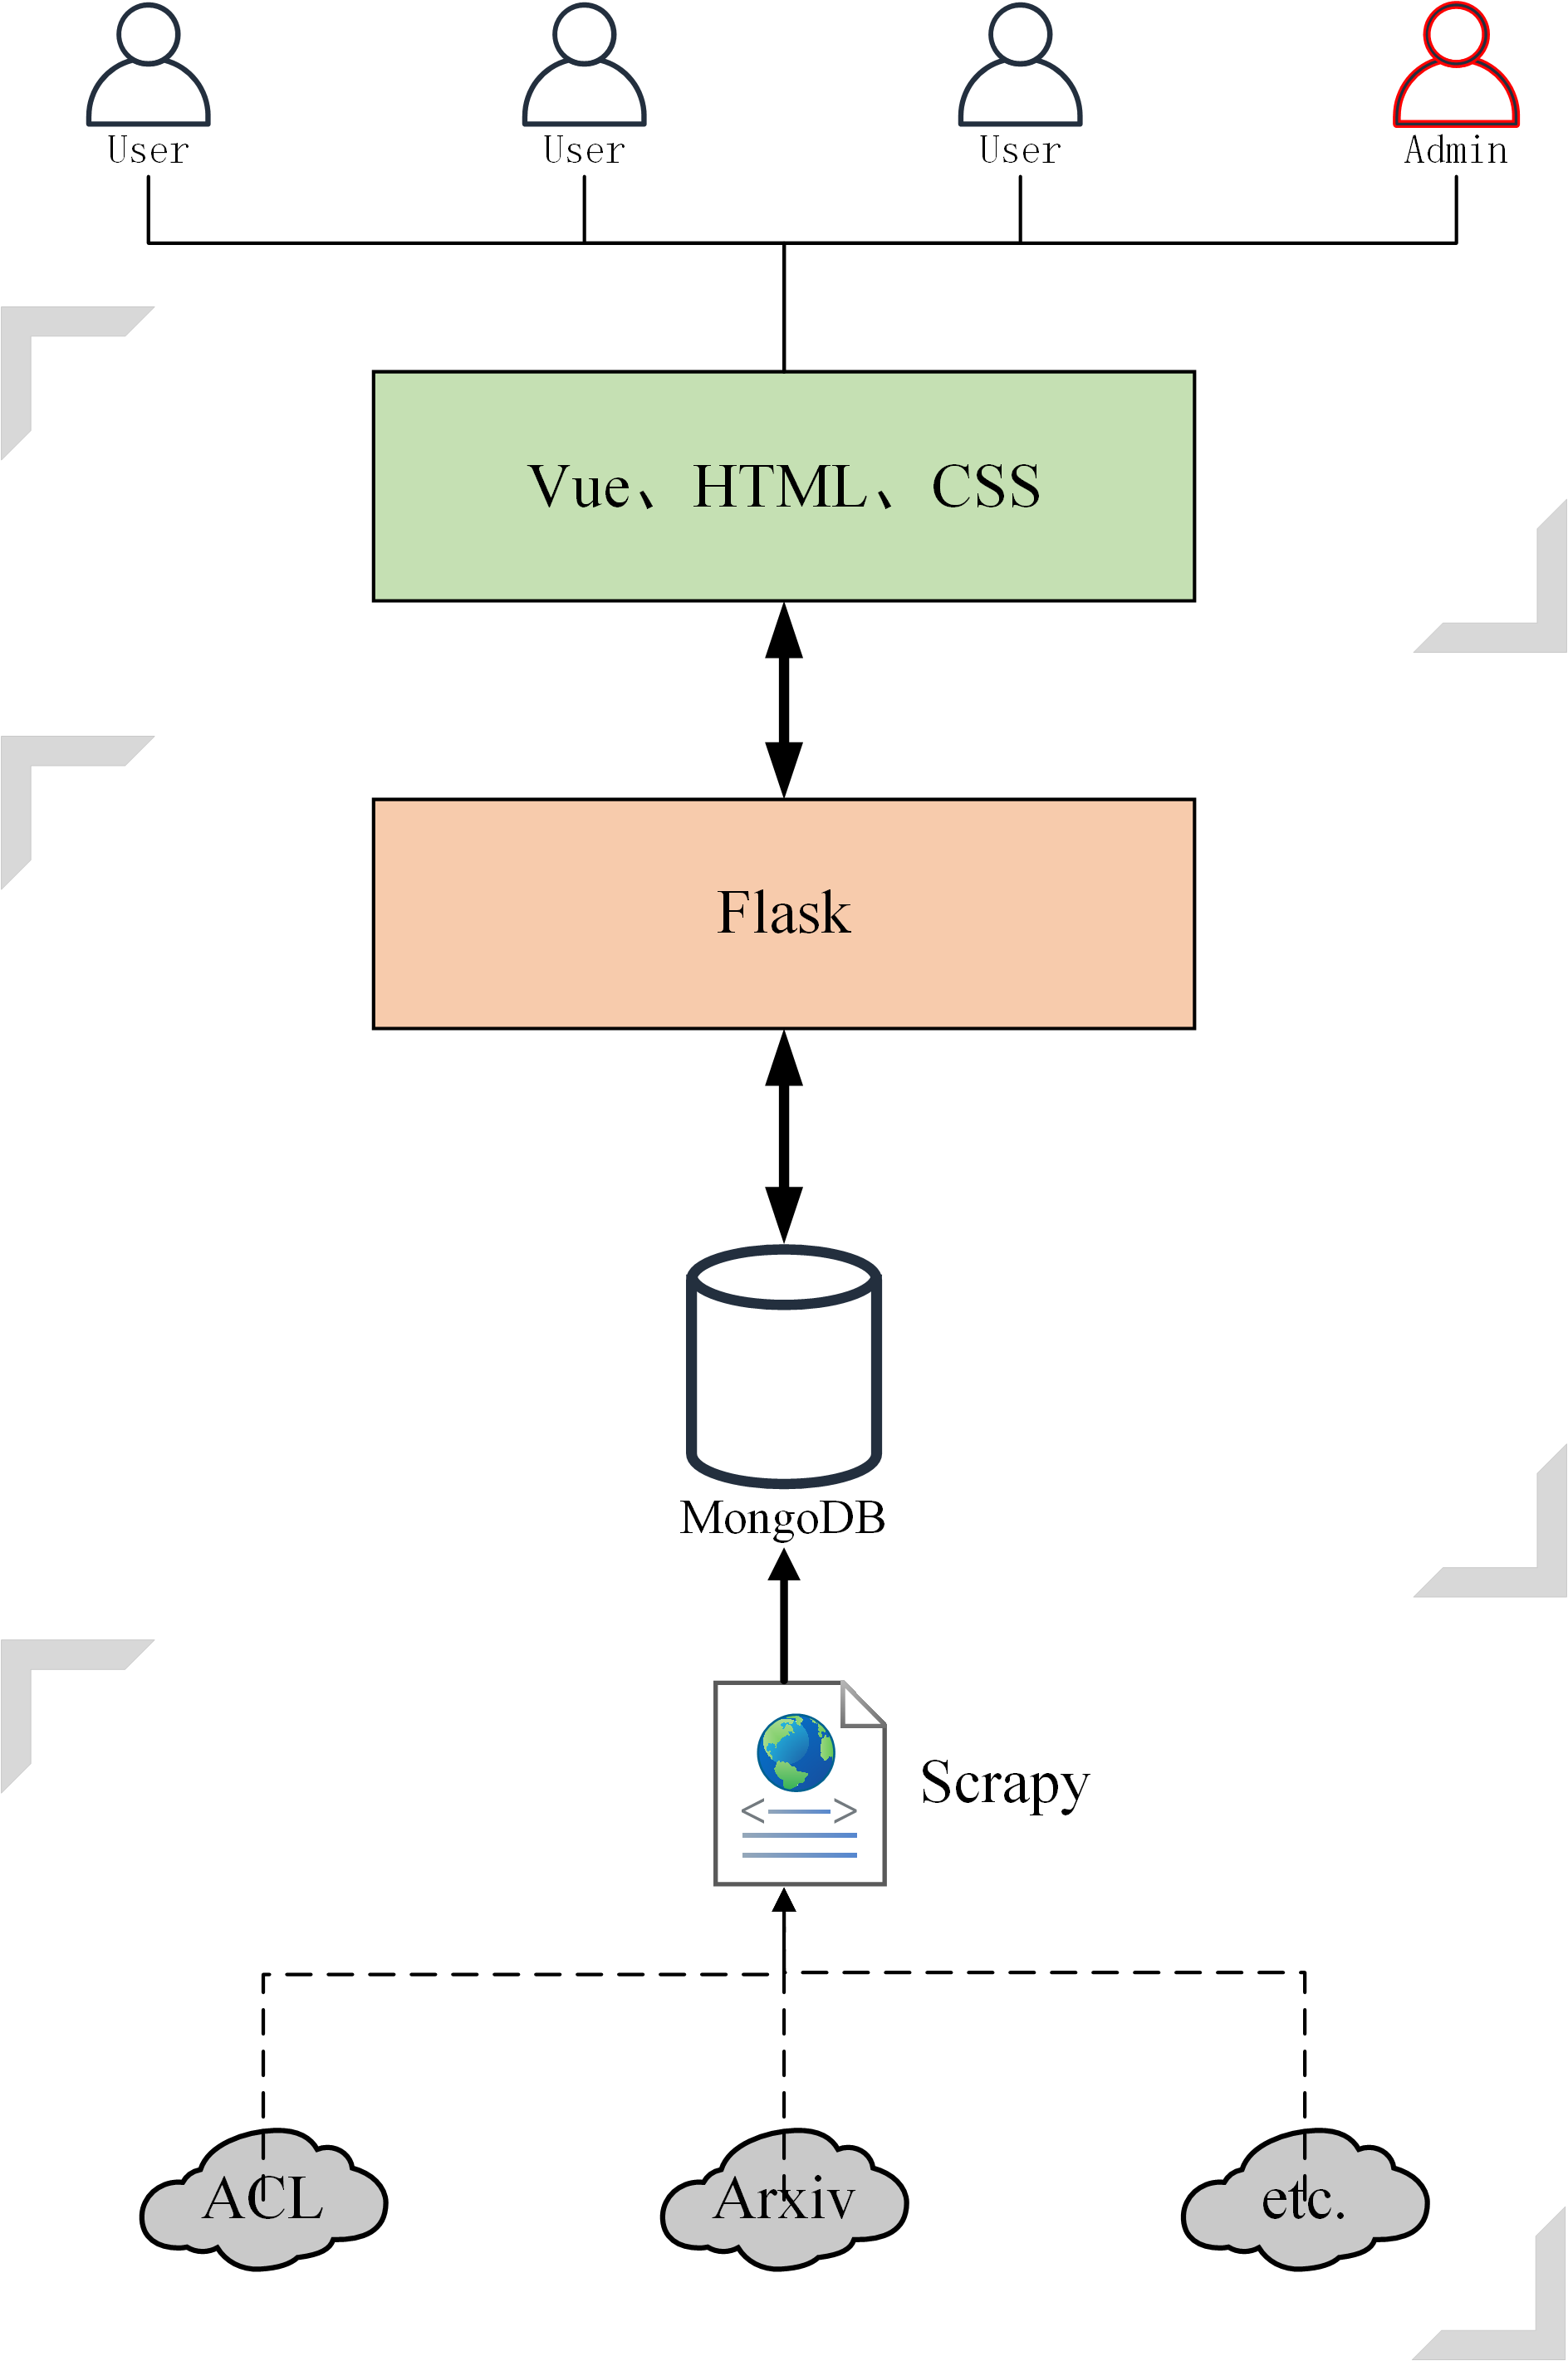 User
User
User
Admin
Vue、HTML、CSS
Flask
MongoDB
Scrapy
ACL
Arxiv
etc.